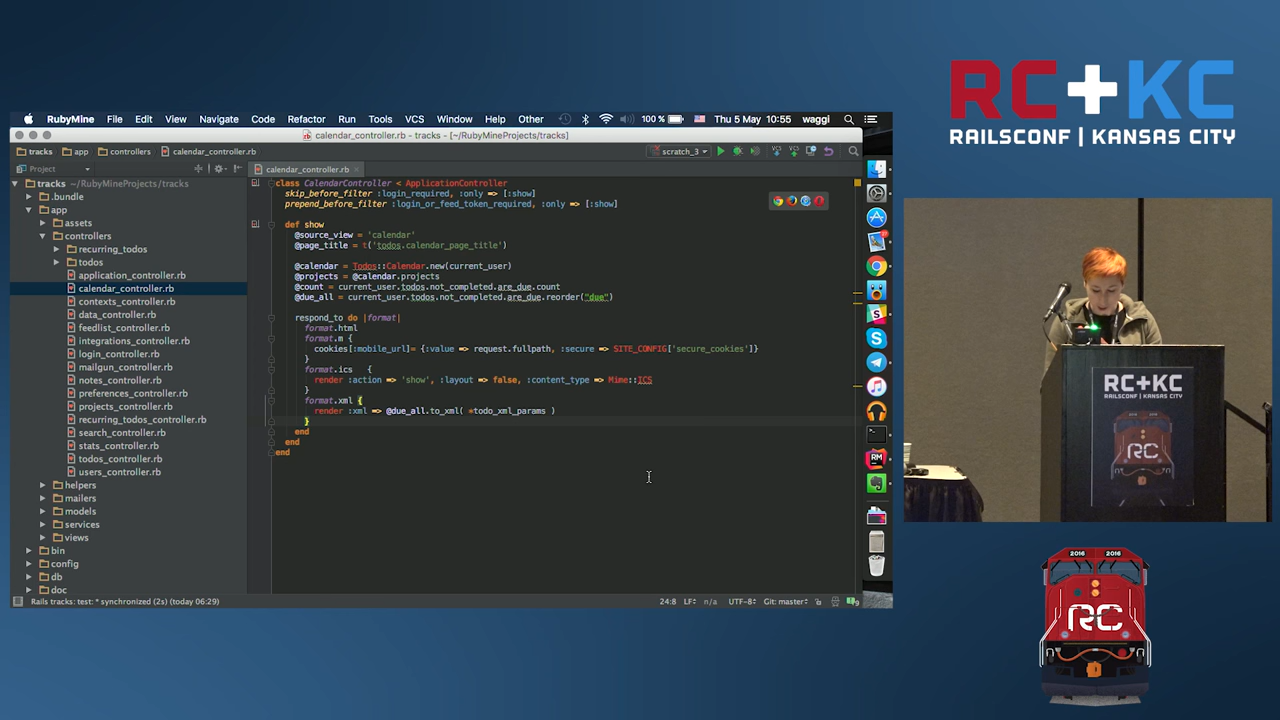 RubyMine File Edit View Navigate Code Refactor Run Tools VCS Window Help Other 100 % Thu 5 May 10:55 waggi
calendar_controller.rb - tracks - [~/RubyMineProjects/tracks]
tracks app controllers calendar_controller.rb scratch_3
Project
calendar_controller.rb
tracks ~/RubyMineProjects/tracks
.bundle
app
assets
controllers
recurring_todos
todos
application_controller.rb
calendar_controller.rb
contexts_controller.rb
data_controller.rb
feedlist_controller.rb
integrations_controller.rb
login_controller.rb
mailgun_controller.rb
notes_controller.rb
preferences_controller.rb
projects_controller.rb
recurring_todos_controller.rb
search_controller.rb
stats_controller.rb
todos_controller.rb
users_controller.rb
helpers
mailers
models
services
views
bin
config
db
doc
class CalendarController < ApplicationController
skip_before_filter :login_required, :only => [:show]
prepend_before_filter :login_or_feed_token_required, :only => [:show]
def show
@source_view = 'calendar'
@page_title = t('todos.calendar_page_title')
@calendar = Todos::Calendar.new(current_user)
@projects = @calendar.projects
@count = current_user.todos.not_completed.are_due.count
@due_all = current_user.todos.not_completed.are_due.reorder("due")
respond_to do |format|
format.html
format.m {
cookies[:mobile_url]= {:value => request.fullpath, :secure => SITE_CONFIG['secure_cookies']}
}
format.ics {
render :action => 'show', :layout => false, :content_type => Mime::ICS
}
format.xml {
render :xml => @due_all.to_xml( *todo_xml_params )
}
end
end
end
Rails tracks: test: * synchronized (2s) (today 06:29)
24:8 LF÷ n/a UTF-8÷ Git: master÷
RC+KC
RAILSCONF | KANSAS CITY
RC+KC
RAILSCONF | KANSAS CITY
RC
2016 2016
RC